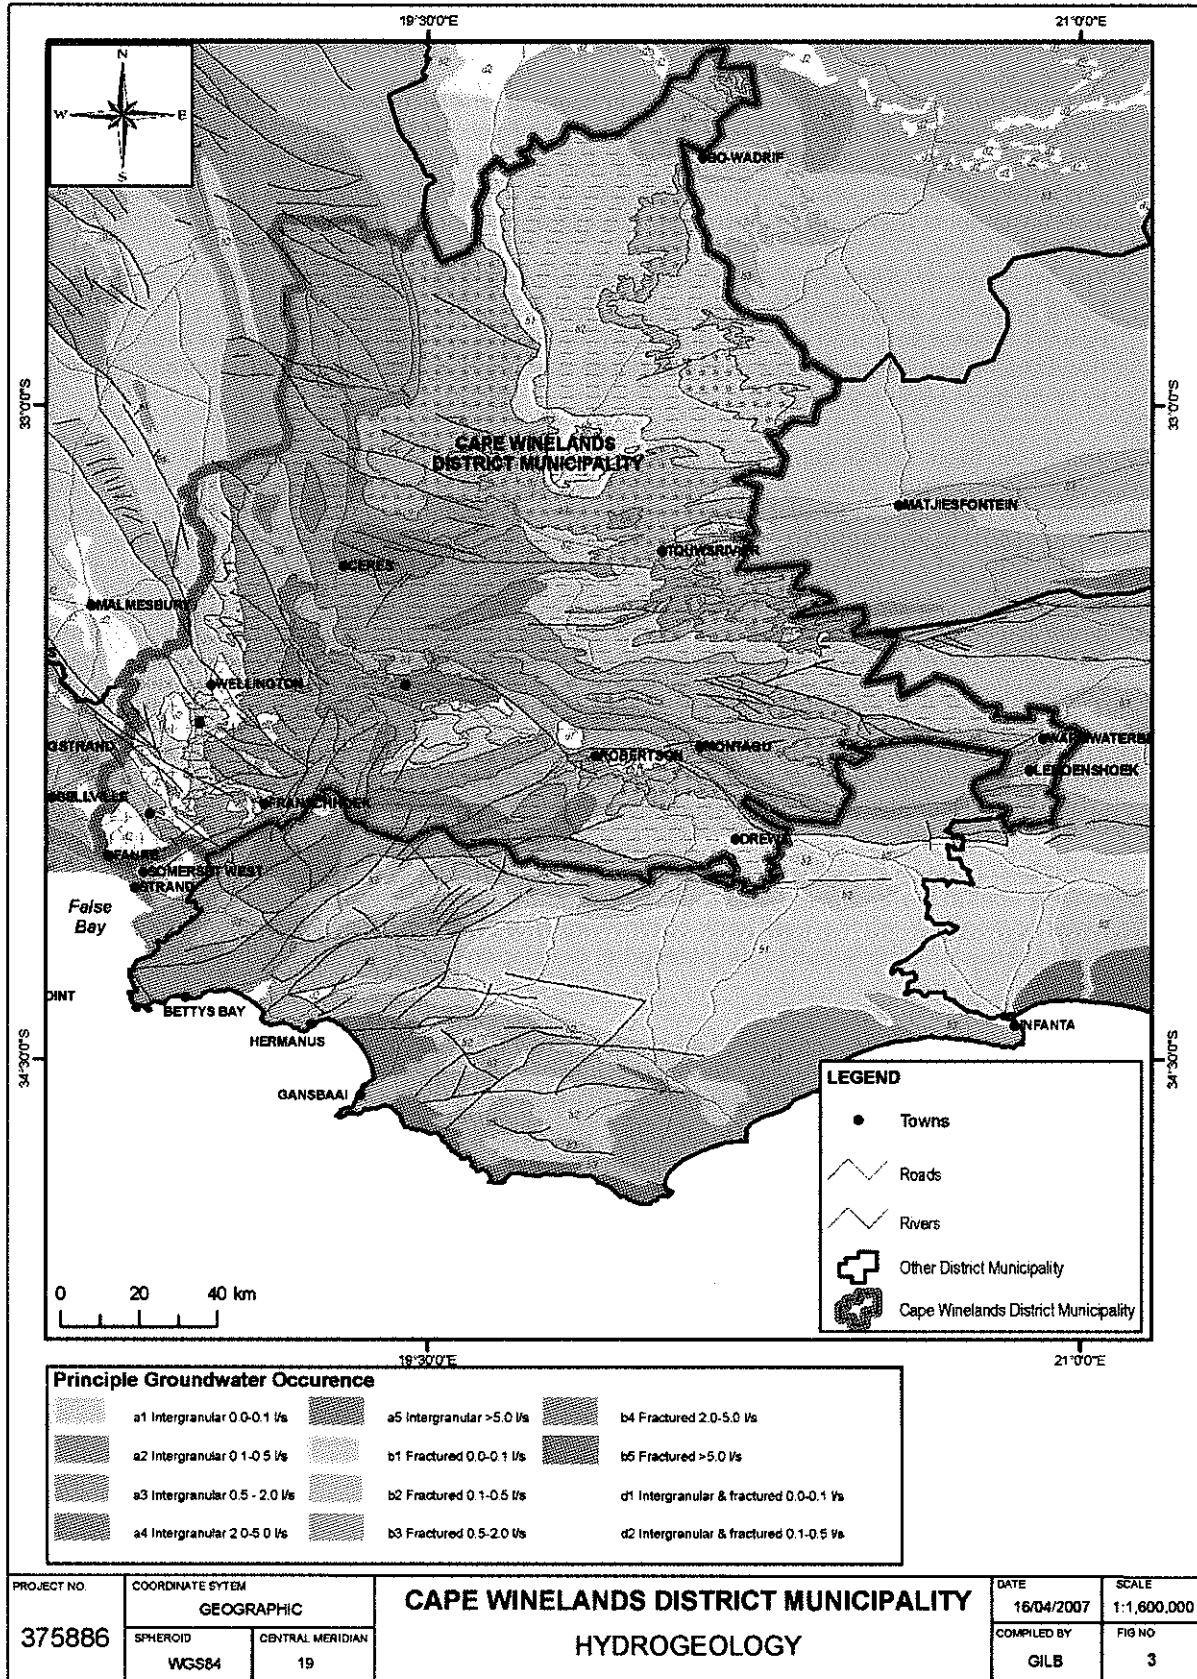 19°30'0"E 21°0'0"E
N
W E
S
BO-WADRIF
33°0'0"S 33°0'0"S
CAPE WINELANDS
DISTRICT MUNICIPALITY
MATJIESFONTEIN
TOUWSRIVIER
CERES
MALMESBURY
WELLINGTON
GSTRAND
ROBERTSON
MONTAGU
WARMWATERBE
LEMOENSHOEK
BELLVILLE
FRANSCHHOEK
FAURE
SOMERSET WEST
STRAND
False
Bay
OINT
BETTYS BAY
HERMANUS
INFANTA
GANSBAAI
34°30'0"S 34°30'0"S
LEGEND
Towns
Roads
Rivers
Other District Municipality
Cape Winelands District Municipality
0 20 40 km
19°30'0"E 21°0'0"E
Principle Groundwater Occurence
a1 Intergranular 0.0-0.1 l/s a5 Intergranular >5.0 l/s b4 Fractured 2.0-5.0 l/s
a2 Intergranular 0.1-0.5 l/s b1 Fractured 0.0-0.1 l/s b5 Fractured >5.0 l/s
a3 Intergranular 0.5 - 2.0 l/s b2 Fractured 0.1-0.5 l/s d1 Intergranular & fractured 0.0-0.1 l/s
a4 Intergranular 2.0-5.0 l/s b3 Fractured 0.5-2.0 l/s d2 Intergranular & fractured 0.1-0.5 l/s
PROJECT NO.
375886
COORDINATE SYTEM
GEOGRAPHIC
SPHEROID CENTRAL MERIDIAN
WGS84 19
CAPE WINELANDS DISTRICT MUNICIPALITY
HYDROGEOLOGY
DATE SCALE
16/04/2007 1:1,600,000
COMPILED BY FIG NO
GILB 3